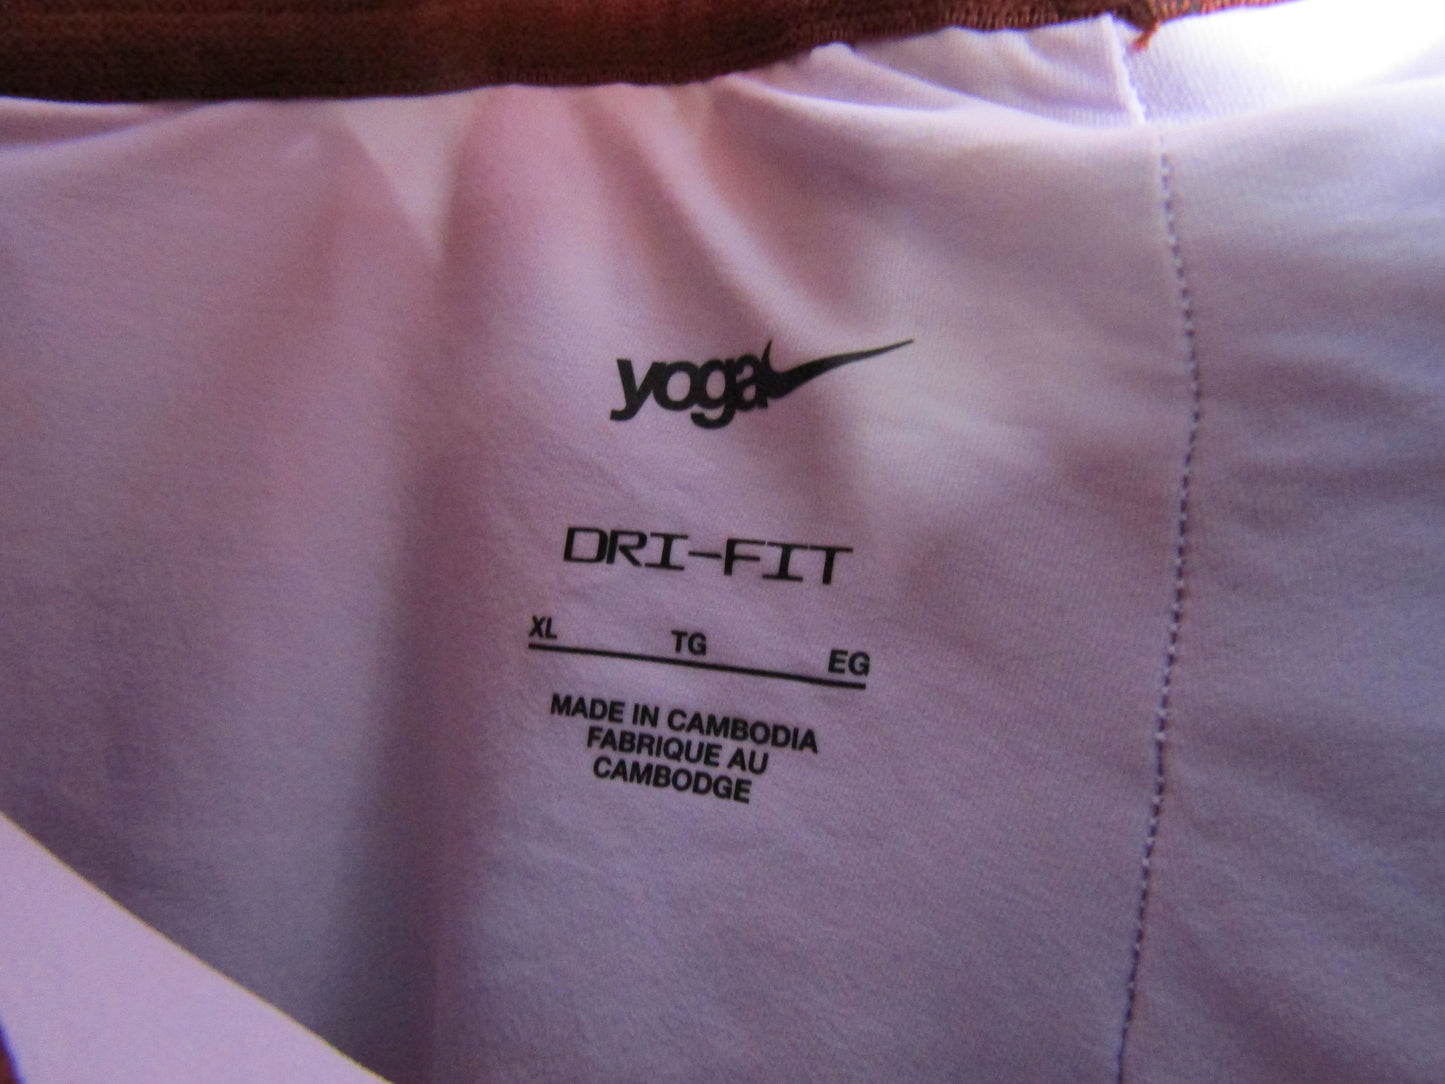 yoga
DRI-FIT
XL TG EG
MADE IN CAMBODIA
FABRIQUE AU
CAMBODGE